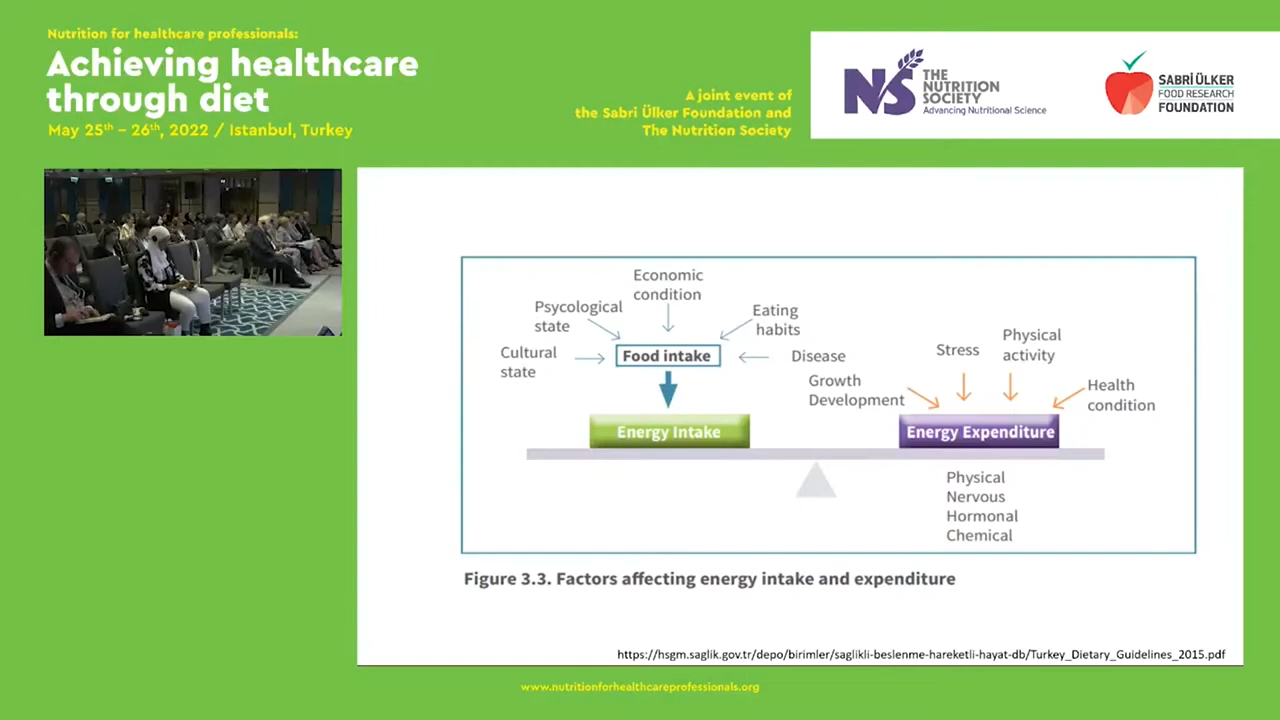 Nutrition for healthcare professionals:
Achieving healthcare
through diet
May 25th – 26th, 2022 / Istanbul, Turkey
A joint event of
the Sabri Ülker Foundation and
The Nutrition Society
NS
THE
NUTRITION
SOCIETY
Advancing Nutritional Science
SABRİ ÜLKER
FOOD RESEARCH
FOUNDATION
Economic
condition
Psycological
state
Eating
habits
Cultural
state
Food intake
Disease
Growth
Development
Stress
Physical
activity
Health
condition
Energy Intake
Energy Expenditure
Physical
Nervous
Hormonal
Chemical
Figure 3.3. Factors affecting energy intake and expenditure
https://hsgm.saglik.gov.tr/depo/birimler/saglikli-beslenme-hareketli-hayat-db/Turkey_Dietary_Guidelines_2015.pdf
www.nutritionforhealthcareprofessionals.org